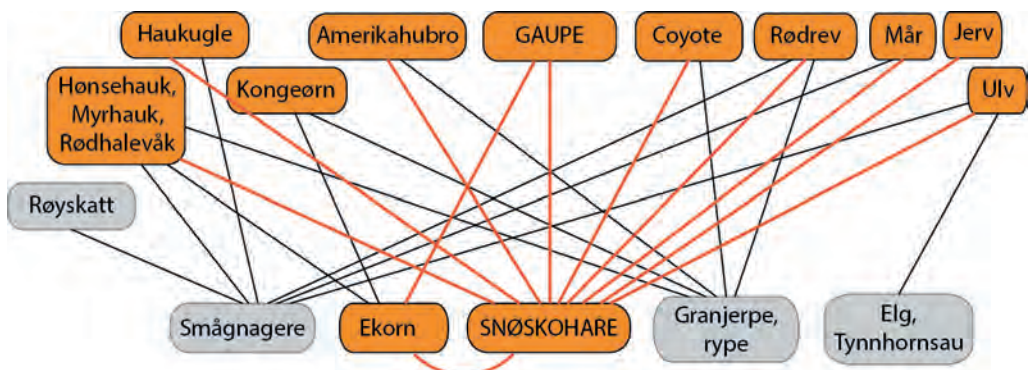 Haukugle
Amerikahubro
GAUPE
Coyote
Rødrev
Mår
Jerv
Hønsehauk,
Myrhauk,
Rødhalevåk
Kongeørn
Ulv
Røyskatt
Smågnagere
Ekorn
SNØSKOHARE
Granjerpe,
rype
Elg,
Tynnhornsau